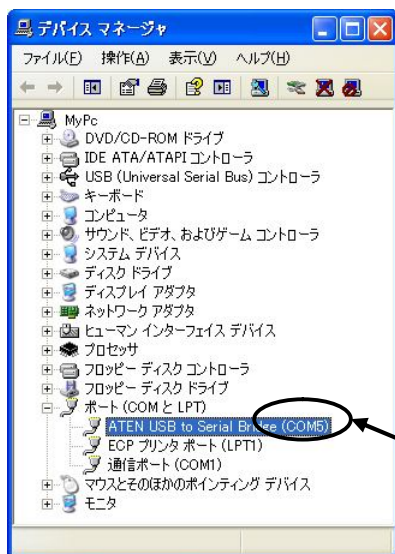 デバイス マネージャ
ファイル(F) 操作(A) 表示(V) ヘルプ(H)
MyPc
DVD/CD-ROM ドライブ
IDE ATA/ATAPI コントローラ
USB (Universal Serial Bus) コントローラ
キーボード
コンピュータ
サウンド、ビデオ、およびゲーム コントローラ
システム デバイス
ディスク ドライブ
ディスプレイ アダプタ
ネットワーク アダプタ
ヒューマン インターフェイス デバイス
プロセッサ
フロッピー ディスク コントローラ
フロッピー ディスク ドライブ
ポート (COM と LPT)
ATEN USB to Serial Bridge (COM5)
ECP プリンタ ポート (LPT1)
通信ポート (COM1)
マウスとそのほかのポインティング デバイス
モニタ